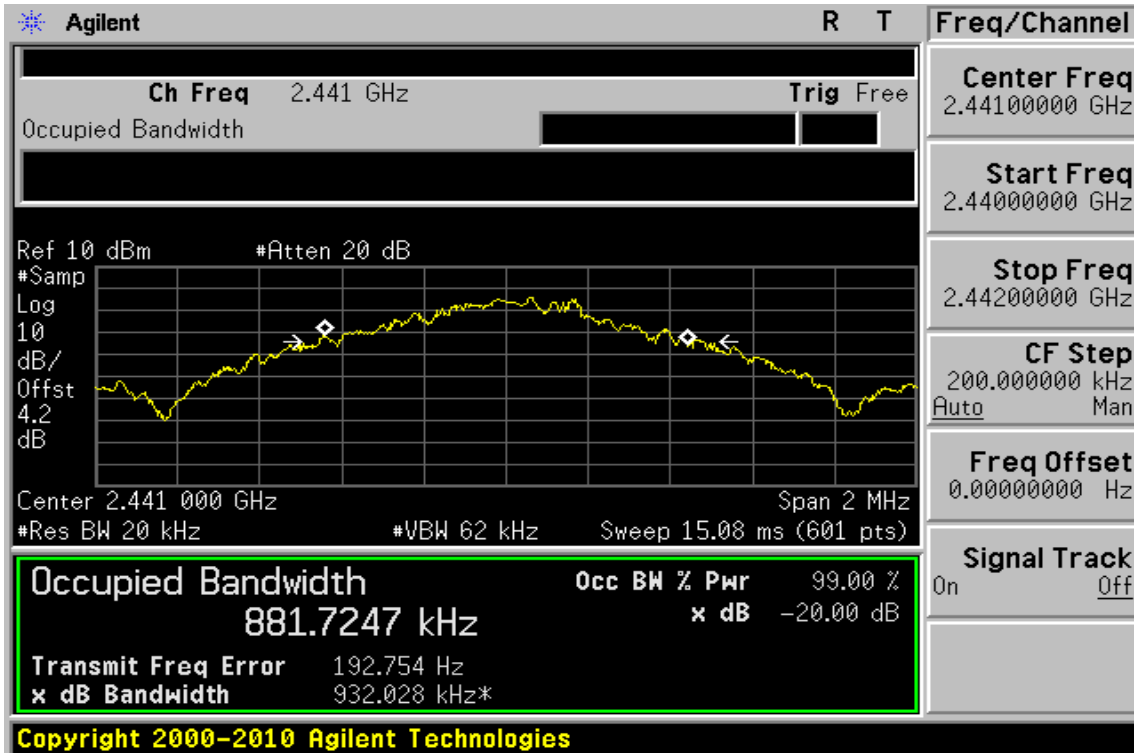 Agilent R T
Ch Freq 2.441 GHz Trig Free
Occupied Bandwidth
Ref 10 dBm #Atten 20 dB
#Samp
Log
10
dB/
Offst
4.2
dB
Center 2.441 000 GHz Span 2 MHz
#Res BW 20 kHz #VBW 62 kHz Sweep 15.08 ms (601 pts)
Occupied Bandwidth Occ BW % Pwr 99.00 %
881.7247 kHz x dB -20.00 dB
Transmit Freq Error 192.754 Hz
x dB Bandwidth 932.028 kHz*
Copyright 2000-2010 Agilent Technologies
Freq/Channel
Center Freq
2.44100000 GHz
Start Freq
2.44000000 GHz
Stop Freq
2.44200000 GHz
CF Step
200.000000 kHz
Auto Man
Freq Offset
0.00000000 Hz
Signal Track
On Off